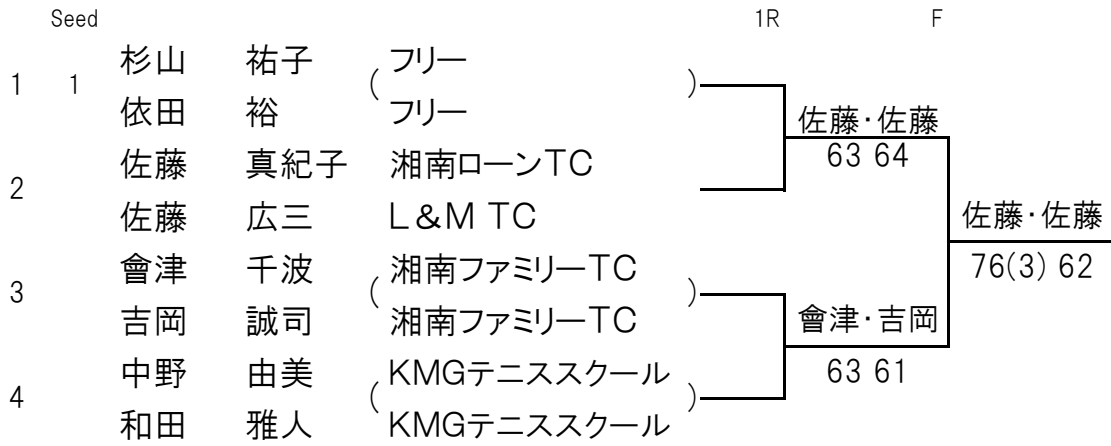 Seed 1R F
杉山 祐子 フリー
1 1 ( )
依田 裕 フリー
佐藤・佐藤
63 64
佐藤 真紀子 湘南ローンTC
2
佐藤 広三 L&M TC
佐藤・佐藤
76(3) 62
會津 千波 湘南ファミリーTC
3 ( )
吉岡 誠司 湘南ファミリーTC
會津・吉岡
63 61
中野 由美 KMGテニススクール
4 ( )
和田 雅人 KMGテニススクール